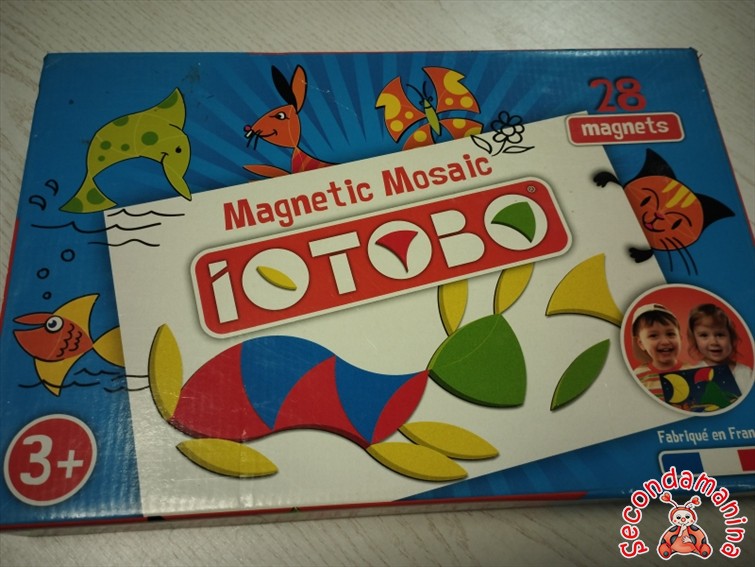 28
magnets
Magnetic Mosaic
iOTOBO®
3+
Fabriqué en Fran
Secondamanina